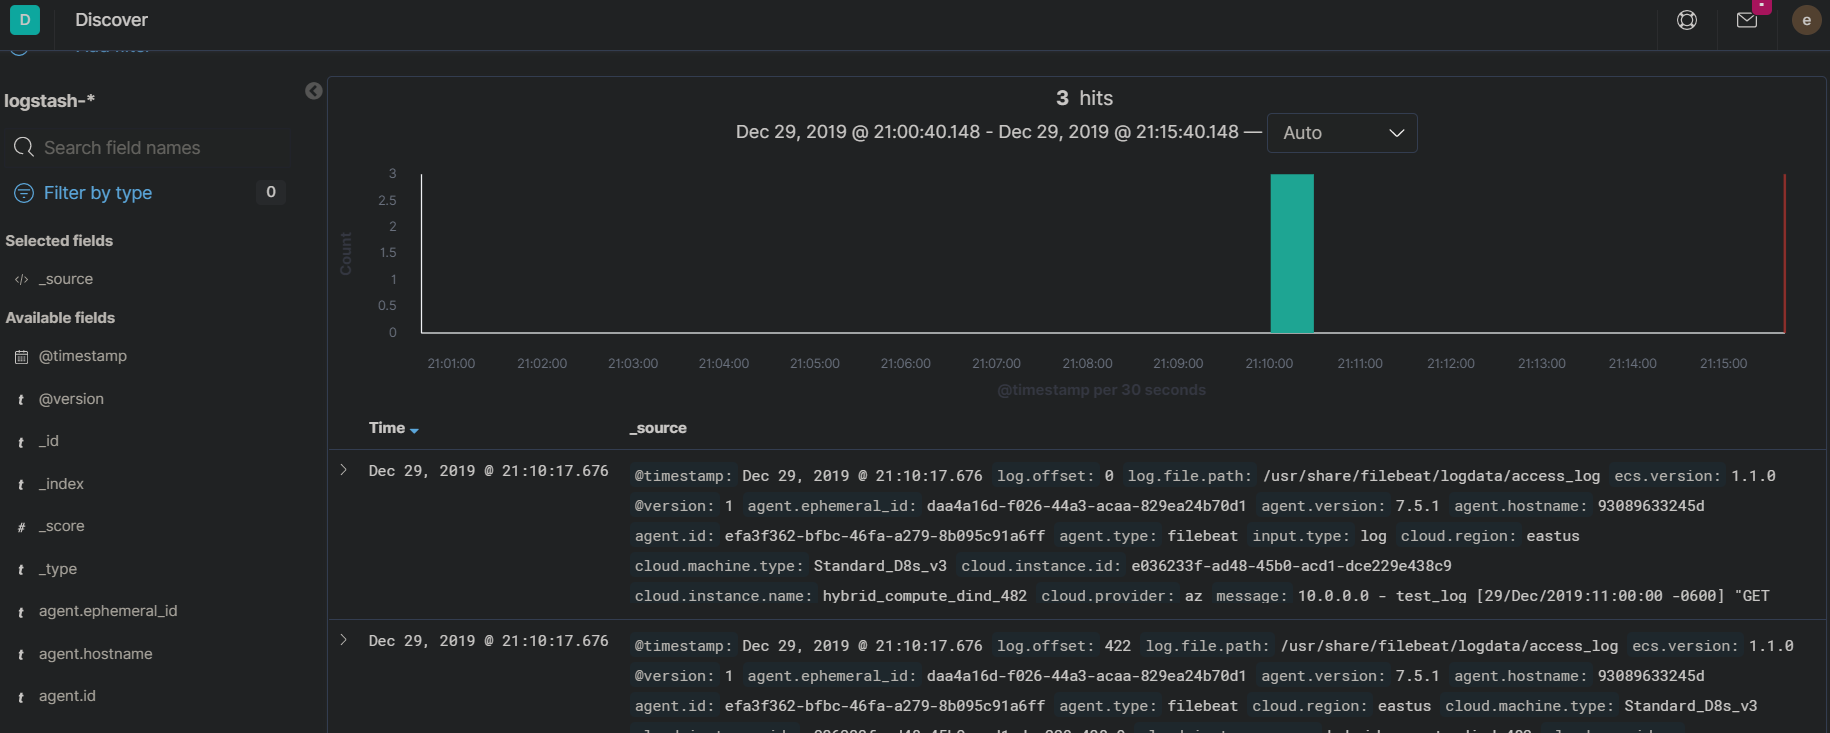 D Discover e
Add filter
logstash-*
Search field names
Filter by type 0
Selected fields
_source
Available fields
@timestamp
t @version
t _id
t _index
# _score
t _type
t agent.ephemeral_id
t agent.hostname
t agent.id
3 hits
Dec 29, 2019 @ 21:00:40.148 - Dec 29, 2019 @ 21:15:40.148 — Auto
Count
3
2.5
2
1.5
1
0.5
0
21:01:00 21:02:00 21:03:00 21:04:00 21:05:00 21:06:00 21:07:00 21:08:00 21:09:00 21:10:00 21:11:00 21:12:00 21:13:00 21:14:00 21:15:00
@timestamp per 30 seconds
Time _source
Dec 29, 2019 @ 21:10:17.676 @timestamp: Dec 29, 2019 @ 21:10:17.676 log.offset: 0 log.file.path: /usr/share/filebeat/logdata/access_log ecs.version: 1.1.0
@version: 1 agent.ephemeral_id: daa4a16d-f026-44a3-acaa-829ea24b70d1 agent.version: 7.5.1 agent.hostname: 93089633245d
agent.id: efa3f362-bfbc-46fa-a279-8b095c91a6ff agent.type: filebeat input.type: log cloud.region: eastus
cloud.machine.type: Standard_D8s_v3 cloud.instance.id: e036233f-ad48-45b0-acd1-dce229e438c9
cloud.instance.name: hybrid_compute_dind_482 cloud.provider: az message: 10.0.0.0 - test_log [29/Dec/2019:11:00:00 -0600] "GET
Dec 29, 2019 @ 21:10:17.676 @timestamp: Dec 29, 2019 @ 21:10:17.676 log.offset: 422 log.file.path: /usr/share/filebeat/logdata/access_log ecs.version: 1.1.0
@version: 1 agent.ephemeral_id: daa4a16d-f026-44a3-acaa-829ea24b70d1 agent.version: 7.5.1 agent.hostname: 93089633245d
agent.id: efa3f362-bfbc-46fa-a279-8b095c91a6ff agent.type: filebeat cloud.region: eastus cloud.machine.type: Standard_D8s_v3